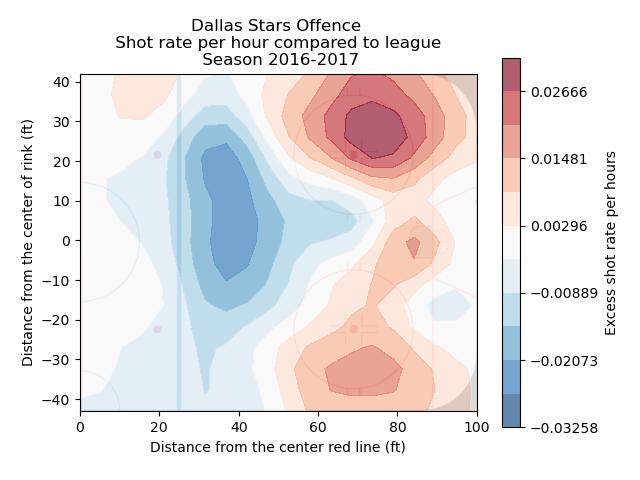 Dallas Stars Offence
Shot rate per hour compared to league
Season 2016-2017
40
30
20
10
0
−10
−20
−30
−40
Distance from the center of rink (ft)
0 20 40 60 80 100
Distance from the center red line (ft)
0.02666
0.01481
0.00296
−0.00889
−0.02073
−0.03258
Excess shot rate per hours